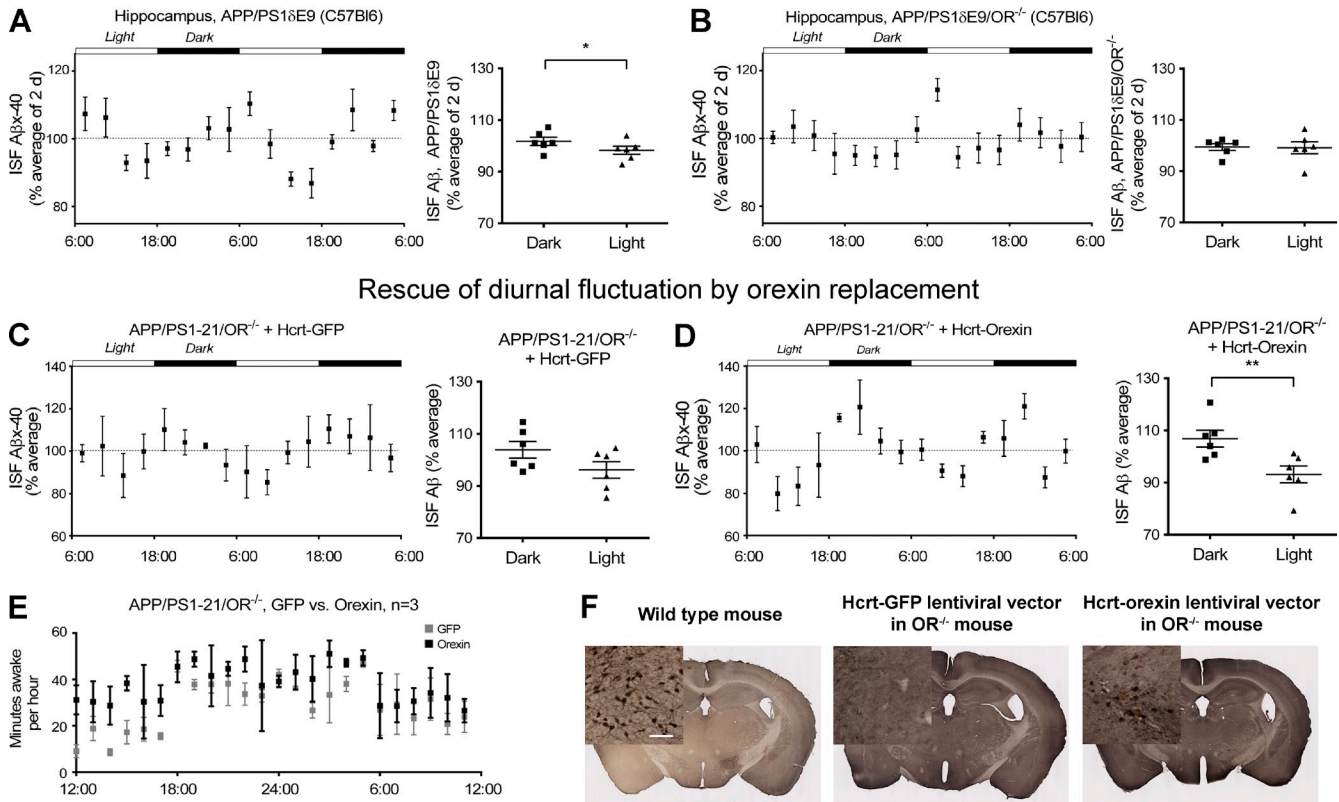 A
Hippocampus, APP/PS1δE9 (C57Bl6)
Light Dark
ISF Aβx-40
(% average of 2 d)
120
100
80
6:00 18:00 6:00 18:00 6:00
ISF Aβ, APP/PS1δE9
(% average of 2 d)
130
110
90
70
*
Dark Light
B
Hippocampus, APP/PS1δE9/OR-/- (C57Bl6)
Light Dark
ISF Aβx-40
(% average of 2 d)
120
100
80
6:00 18:00 6:00 18:00 6:00
ISF Aβ, APP/PS1δE9/OR-/-
(% average of 2 d)
130
110
90
70
Dark Light
Rescue of diurnal fluctuation by orexin replacement
C
APP/PS1-21/OR-/- + Hcrt-GFP
Light Dark
ISF Aβx-40
(% average)
140
120
100
80
60
6:00 18:00 6:00 18:00 6:00
APP/PS1-21/OR-/-
+ Hcrt-GFP
ISF Aβ (% average)
130
110
90
70
Dark Light
D
APP/PS1-21/OR-/- + Hcrt-Orexin
Light Dark
ISF Aβx-40
(% average)
140
120
100
80
60
6:00 18:00 6:00 18:00 6:00
APP/PS1-21/OR-/-
+ Hcrt-Orexin
**
ISF Aβ (% average)
130
110
90
70
Dark Light
E
APP/PS1-21/OR-/-, GFP vs. Orexin, n=3
GFP
Orexin
Minutes awake
per hour
60
40
20
0
12:00 18:00 24:00 6:00 12:00
F
Wild type mouse
Hcrt-GFP lentiviral vector
in OR-/- mouse
Hcrt-orexin lentiviral vector
in OR-/- mouse